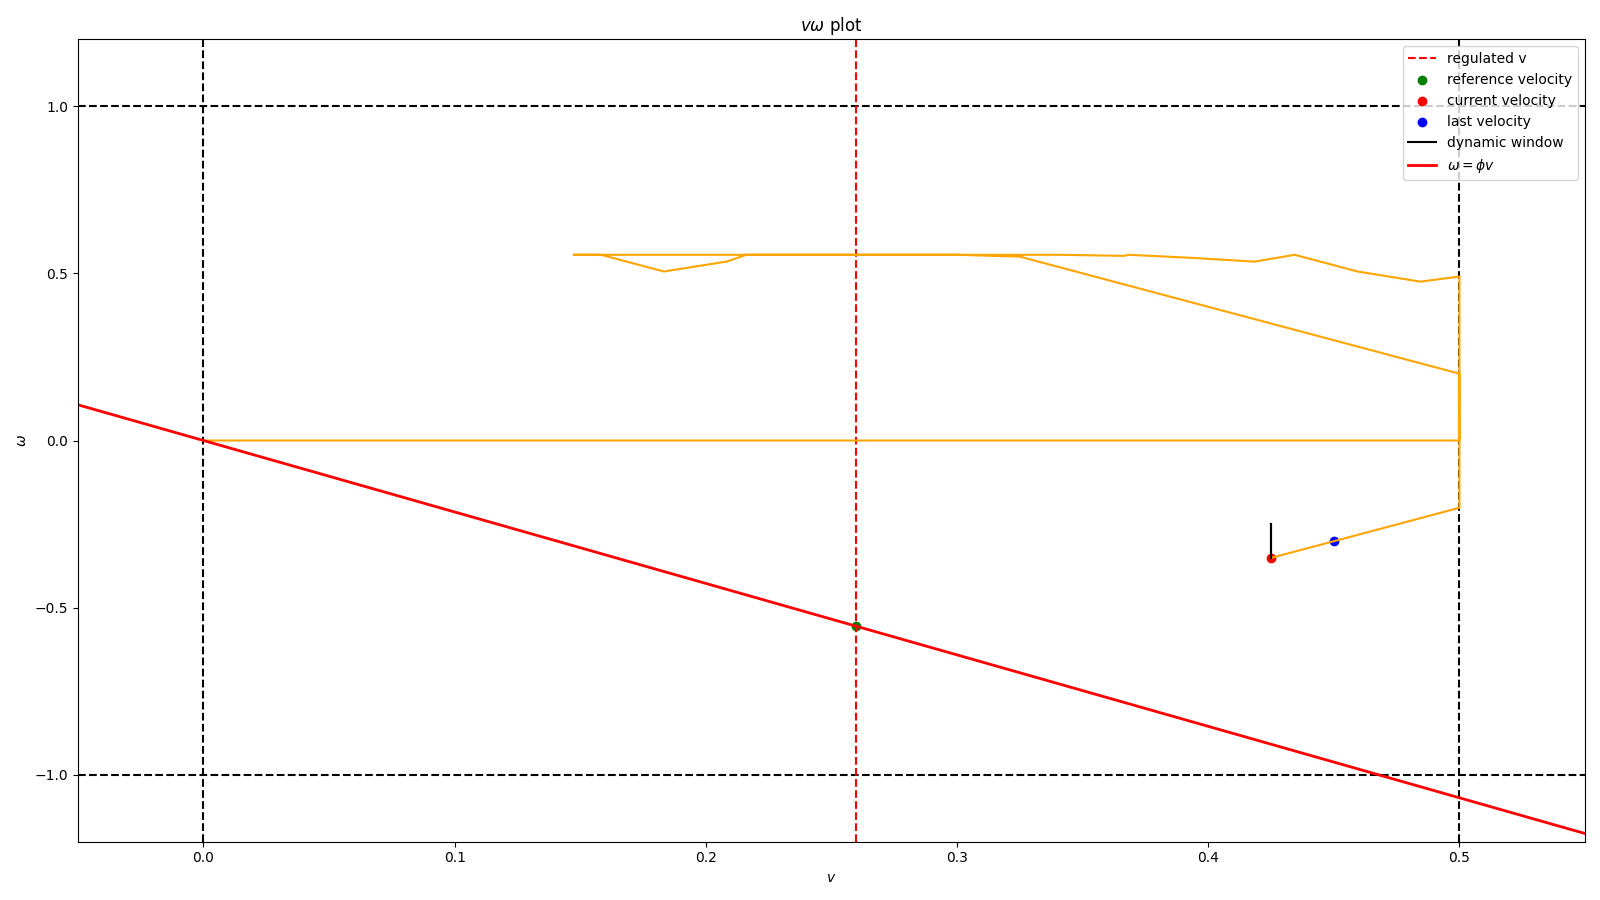 vω plot
regulated v
reference velocity
current velocity
last velocity
dynamic window
ω = ϕv
1.0
0.5
0.0
−0.5
−1.0
ω
0.0 0.1 0.2 0.3 0.4 0.5
v